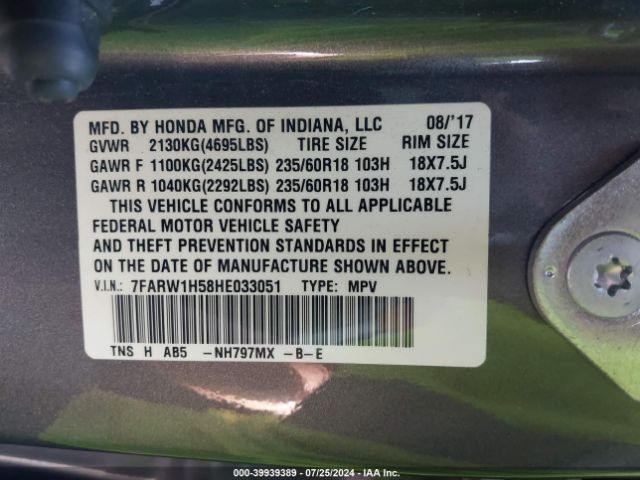 MFD. BY HONDA MFG. OF INDIANA, LLC 08/'17
GVWR 2130KG(4695LBS) TIRE SIZE RIM SIZE
GAWR F 1100KG(2425LBS) 235/60R18 103H 18X7.5J
GAWR R 1040KG(2292LBS) 235/60R18 103H 18X7.5J
THIS VEHICLE CONFORMS TO ALL APPLICABLE
FEDERAL MOTOR VEHICLE SAFETY
AND THEFT PREVENTION STANDARDS IN EFFECT
ON THE DATE OF MANUFACTURE SHOWN ABOVE.
V.I.N.: 7FARW1H58HE033051 TYPE: MPV
TNS H AB5 -NH797MX -B-E
000-39939389 - 07/25/2024 - IAA Inc.